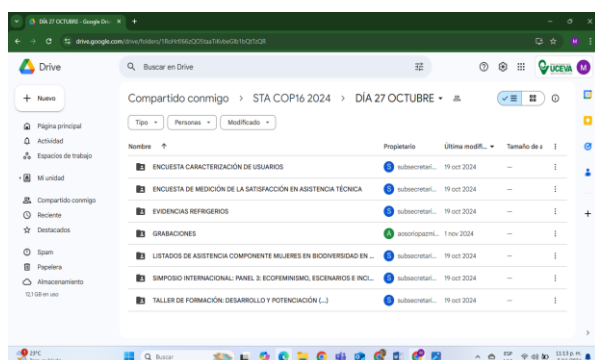 DÍA 27 OCTUBRE - Google Dri
drive.google.com/drive/folders/
Drive
Buscar en Drive
UCEVA
M
Nuevo
Compartido conmigo > STA COP16 2024 > DÍA 27 OCTUBRE
Tipo Personas Modificado
Página principal
Actividad
Espacios de trabajo
Mi unidad
Compartido conmigo
Reciente
Destacados
Spam
Papelera
Almacenamiento
12,1 GB en uso
Nombre Propietario Última modifi... Tamaño de a
ENCUESTA CARACTERIZACIÓN DE USUARIOS S subsecretari... 19 oct 2024 —
ENCUESTA DE MEDICIÓN DE LA SATISFACCIÓN EN ASISTENCIA TÉCNICA S subsecretari... 19 oct 2024 —
EVIDENCIAS REFRIGERIOS S subsecretari... 19 oct 2024 —
GRABACIONES A aosoriopazmi... 1 nov 2024 —
LISTADOS DE ASISTENCIA COMPONENTE MUJERES EN BIODIVERSIDAD EN ... S subsecretari... 19 oct 2024 —
SIMPOSIO INTERNACIONAL: PANEL 3: ECOFEMINISMO, ESCENARIOS E INCI... S subsecretari... 19 oct 2024 —
TALLER DE FORMACIÓN: DESARROLLO Y POTENCIACIÓN (...) S subsecretari... 19 oct 2024 —
23°C
Buscar
ESP
11:13 p. m.